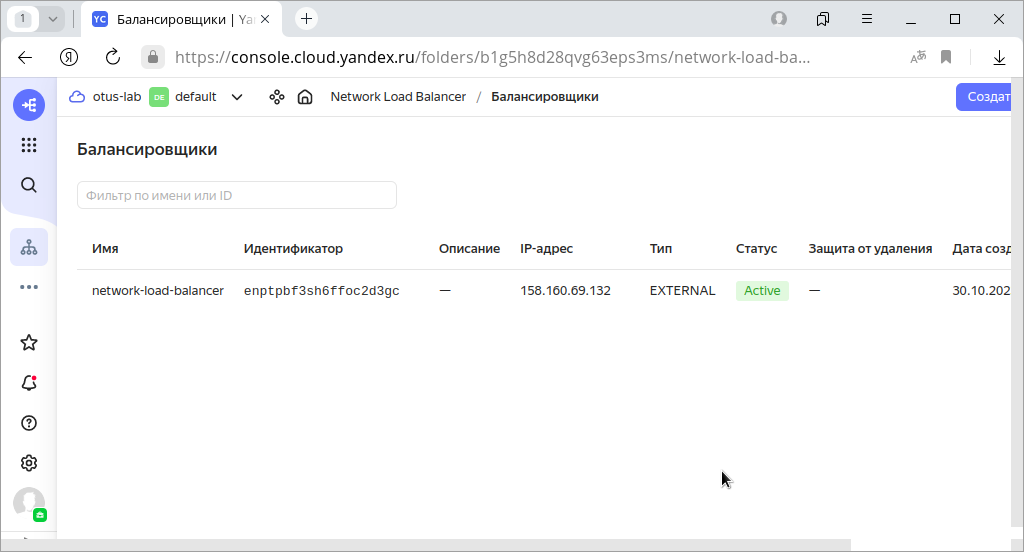 1
YC Балансировщики | Ya
https://console.cloud.yandex.ru/folders/b1g5h8d28qvg63eps3ms/network-load-ba...
otus-lab DE default Network Load Balancer / Балансировщики Создат
Балансировщики
Фильтр по имени или ID
Имя Идентификатор Описание IP-адрес Тип Статус Защита от удаления Дата созд
network-load-balancer enptpbf3sh6ffoc2d3gc — 158.160.69.132 EXTERNAL Active — 30.10.202